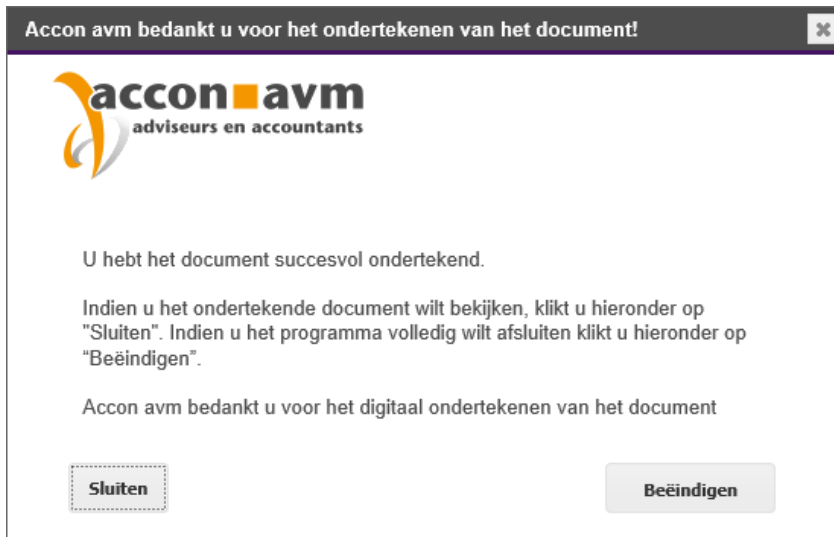 Accon avm bedankt u voor het ondertekenen van het document!
accon avm
adviseurs en accountants
U hebt het document succesvol ondertekend.
Indien u het ondertekende document wilt bekijken, klikt u hieronder op
"Sluiten". Indien u het programma volledig wilt afsluiten klikt u hieronder op
“Beëindigen”.
Accon avm bedankt u voor het digitaal ondertekenen van het document
Sluiten
Beëindigen